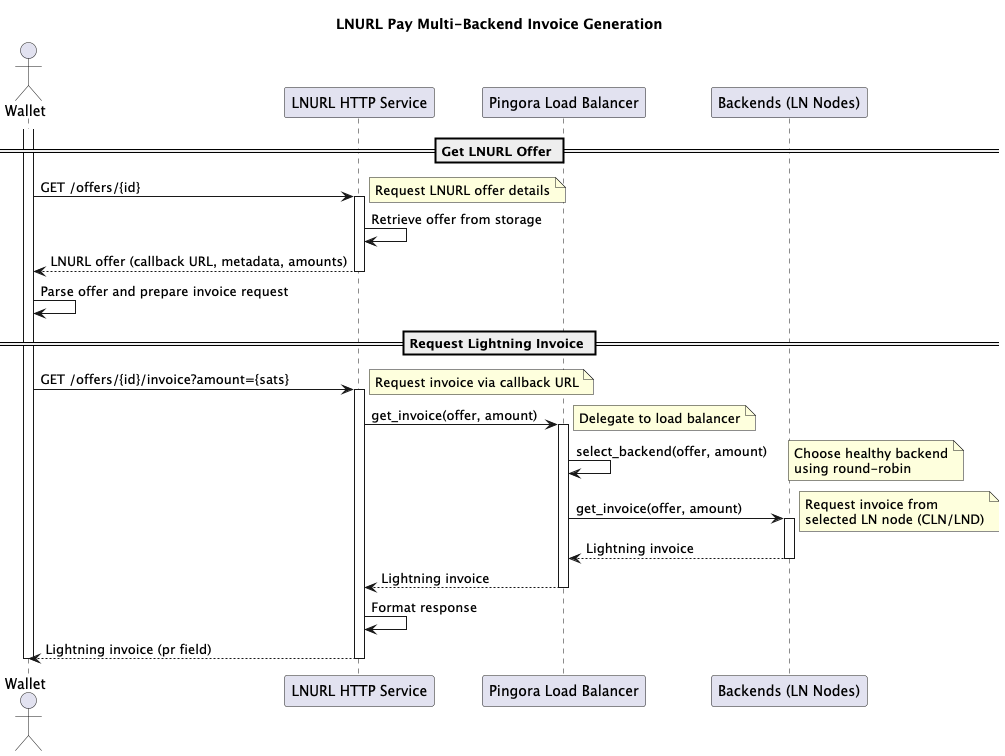 LNURL Pay Multi-Backend Invoice Generation
Wallet
LNURL HTTP Service
Pingora Load Balancer
Backends (LN Nodes)
Get LNURL Offer
GET /offers/{id}
Request LNURL offer details
Retrieve offer from storage
LNURL offer (callback URL, metadata, amounts)
Parse offer and prepare invoice request
Request Lightning Invoice
GET /offers/{id}/invoice?amount={sats}
Request invoice via callback URL
get_invoice(offer, amount)
Delegate to load balancer
select_backend(offer, amount)
Choose healthy backend
using round-robin
get_invoice(offer, amount)
Request invoice from
selected LN node (CLN/LND)
Lightning invoice
Lightning invoice
Format response
Lightning invoice (pr field)
Wallet
LNURL HTTP Service
Pingora Load Balancer
Backends (LN Nodes)